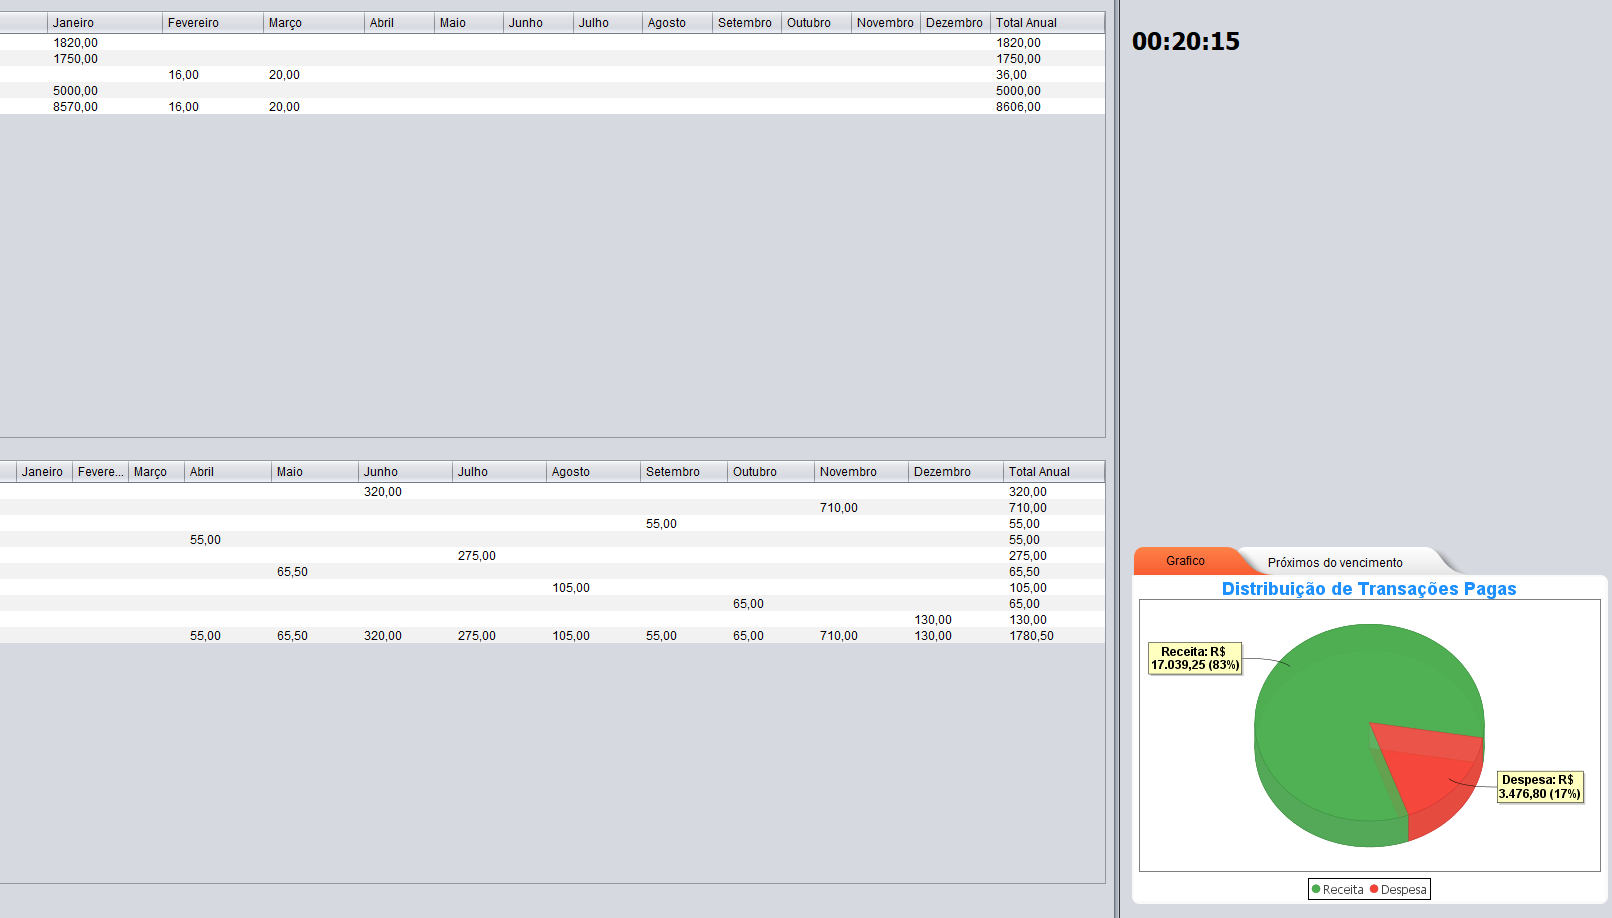 Janeiro Fevereiro Março Abril Maio Junho Julho Agosto Setembro Outubro Novembro Dezembro Total Anual
1820,00 1820,00
1750,00 1750,00
16,00 20,00 36,00
5000,00 5000,00
8570,00 16,00 20,00 8606,00
Janeiro Fevere... Março Abril Maio Junho Julho Agosto Setembro Outubro Novembro Dezembro Total Anual
320,00 320,00
710,00 710,00
55,00 55,00
55,00 55,00
275,00 275,00
65,50 65,50
105,00 105,00
65,00 65,00
130,00 130,00
55,00 65,50 320,00 275,00 105,00 55,00 65,00 710,00 130,00 1780,50
00:20:15
Grafico Próximos do vencimento
Distribuição de Transações Pagas
Receita: R$
17.039,25 (83%)
Despesa: R$
3.476,80 (17%)
Receita Despesa